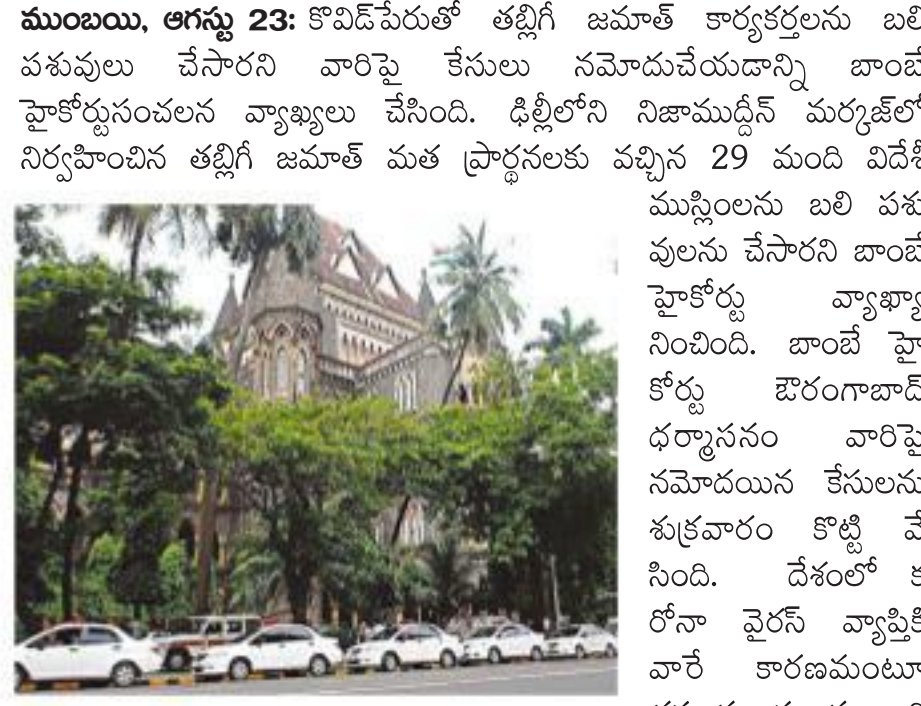 ముంబయి, ఆగస్టు 23: కొవిడ్‌పేరుతో తబ్లిగీ జమాత్ కార్యకర్తలను బలి
పశువులు చేసారని వారిపై కేసులు నమోదుచేయడాన్ని బాంబే
హైకోర్టుసంచలన వ్యాఖ్యలు చేసింది. ఢిల్లీలోని నిజాముద్దీన్ మర్కజ్‌లో
నిర్వహించిన తబ్లిగీ జమాత్ మత ప్రార్థనలకు వచ్చిన 29 మంది విదేశీ
ముస్లింలను బలి పశు
వులను చేసారని బాంబే
హైకోర్టు వ్యాఖ్యా
నించింది. బాంబే హై
కోర్టు ఔరంగాబాద్
ధర్మాసనం వారిపై
నమోదయిన కేసులను
శుక్రవారం కొట్టి వే
సింది. దేశంలో క
రోనా వైరస్ వ్యాప్తికి
వారే కారణమంటూ